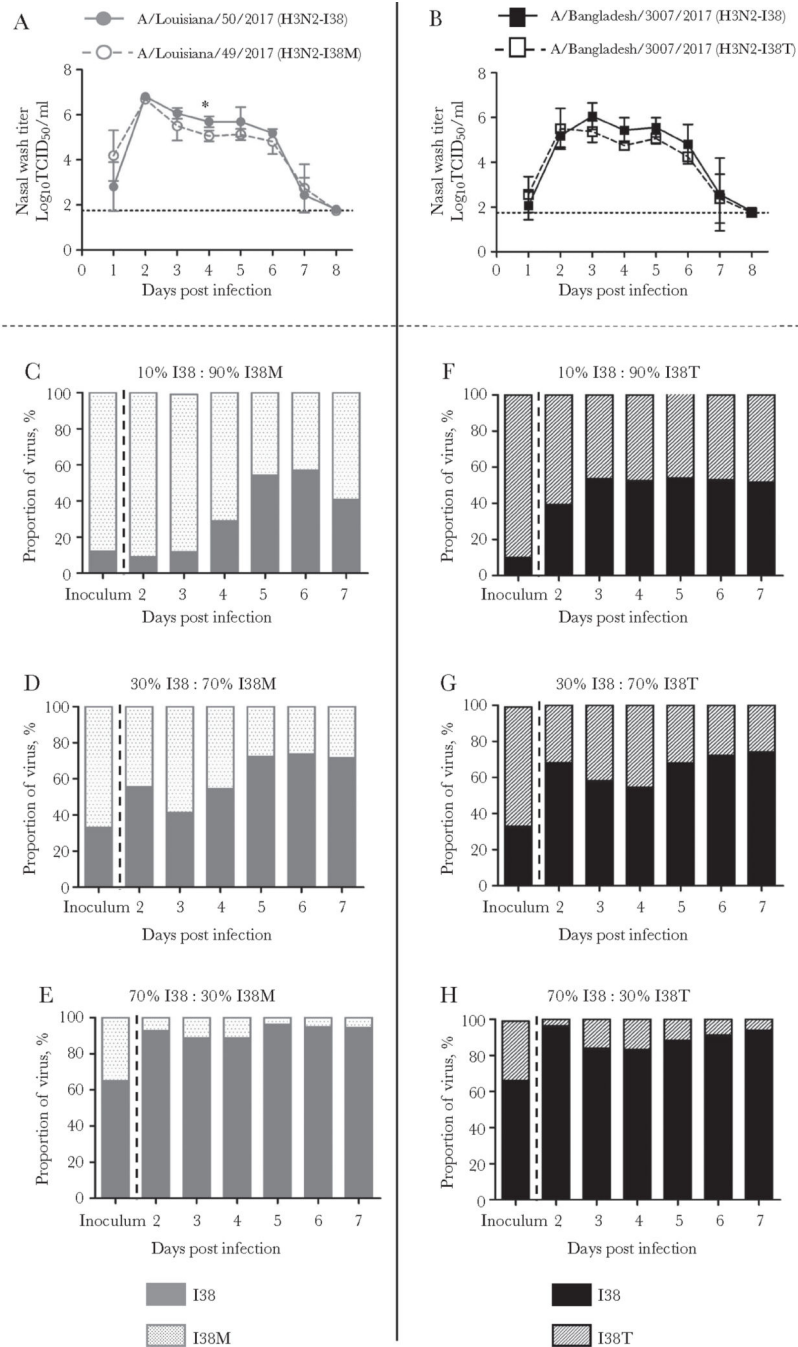 A
A/Louisiana/50/2017 (H3N2-I38)
A/Louisiana/49/2017 (H3N2-I38M)
Nasal wash titer
Log10TCID50/ml
8
6
4
2
0
*
0 1 2 3 4 5 6 7 8
Days post infection
B
A/Bangladesh/3007/2017 (H3N2-I38)
A/Bangladesh/3007/2017 (H3N2-I38T)
Nasal wash titer
Log10TCID50/ml
8
6
4
2
0
0 1 2 3 4 5 6 7 8
Days post infection
C
10% I38 : 90% I38M
Proportion of virus, %
100
80
60
40
20
0
Inoculum 2 3 4 5 6 7
Days post infection
F
10% I38 : 90% I38T
Proportion of virus, %
100
80
60
40
20
0
Inoculum 2 3 4 5 6 7
Days post infection
D
30% I38 : 70% I38M
Proportion of virus, %
100
80
60
40
20
0
Inoculum 2 3 4 5 6 7
Days post infection
G
30% I38 : 70% I38T
Proportion of virus, %
100
80
60
40
20
0
Inoculum 2 3 4 5 6 7
Days post infection
E
70% I38 : 30% I38M
Proportion of virus, %
100
80
60
40
20
0
Inoculum 2 3 4 5 6 7
Days post infection
H
70% I38 : 30% I38T
Proportion of virus, %
100
80
60
40
20
0
Inoculum 2 3 4 5 6 7
Days post infection
I38
I38M
I38
I38T